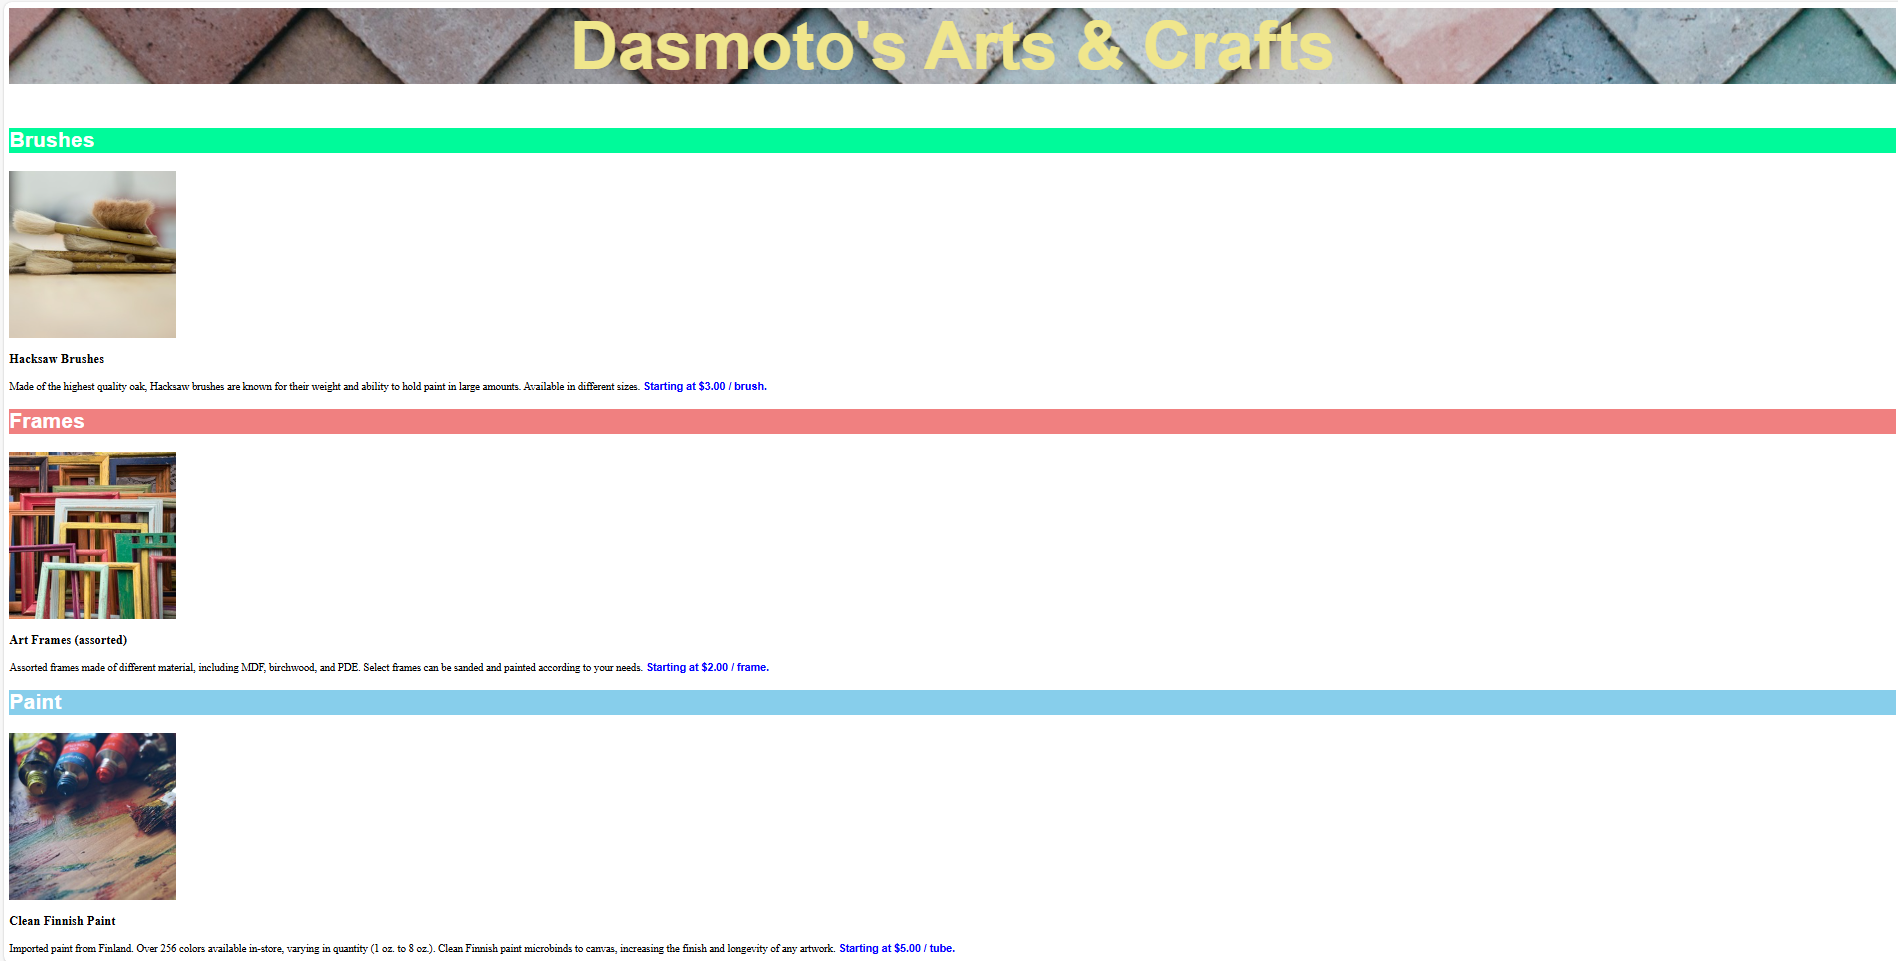 Dasmoto's Arts & Crafts
Brushes
Hacksaw Brushes
Made of the highest quality oak, Hacksaw brushes are known for their weight and ability to hold paint in large amounts. Available in different sizes. Starting at $3.00 / brush.
Frames
Art Frames (assorted)
Assorted frames made of different material, including MDF, birchwood, and PDE. Select frames can be sanded and painted according to your needs. Starting at $2.00 / frame.
Paint
Clean Finnish Paint
Imported paint from Finland. Over 256 colors available in-store, varying in quantity (1 oz. to 8 oz.). Clean Finnish paint microbinds to canvas, increasing the finish and longevity of any artwork. Starting at $5.00 / tube.